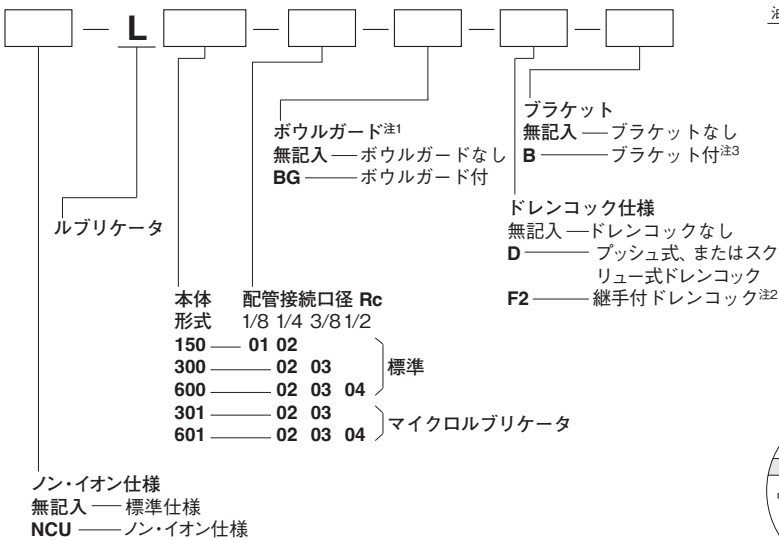 — L — — — —
ブラケット
無記入 — ブラケットなし
B — ブラケット付注3
ボウルガード注1
無記入 — ボウルガードなし
BG — ボウルガード付
ルブリケータ
ドレンコック仕様
無記入 — ドレンコックなし
D — プッシュ式、またはスク
リュー式ドレンコック
F2 — 継手付ドレンコック注2
本体 配管接続口径 Rc
形式 1/8 1/4 3/8 1/2
150 — 01 02
300 — 02 03
600 — 02 03 04
標準
301 — 02 03
601 — 02 03 04
マイクロルブリケータ
ノン・イオン仕様
無記入 — 標準仕様
NCU — ノン・イオン仕様